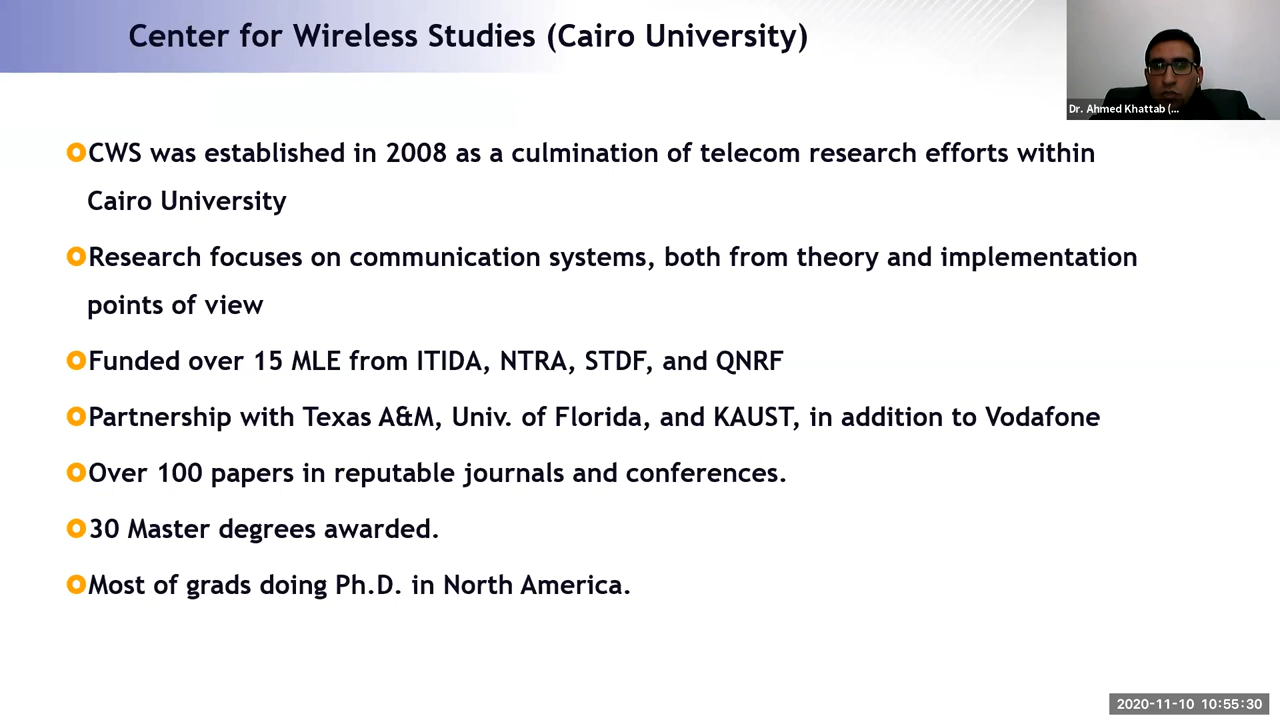 Center for Wireless Studies (Cairo University)
Dr. Ahmed Khattab (...
CWS was established in 2008 as a culmination of telecom research efforts within
Cairo University
Research focuses on communication systems, both from theory and implementation
points of view
Funded over 15 MLE from ITIDA, NTRA, STDF, and QNRF
Partnership with Texas A&M, Univ. of Florida, and KAUST, in addition to Vodafone
Over 100 papers in reputable journals and conferences.
30 Master degrees awarded.
Most of grads doing Ph.D. in North America.
2020-11-10 10:55:30